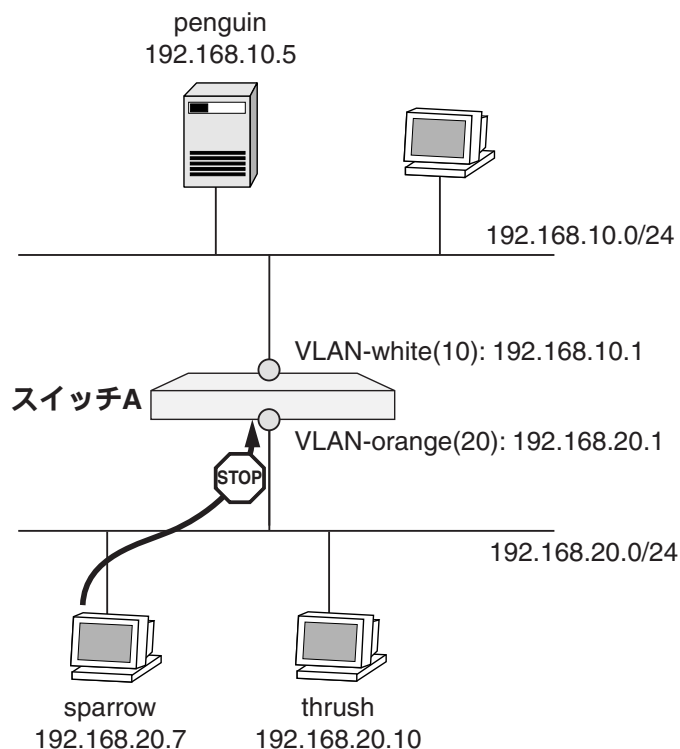 penguin
192.168.10.5
192.168.10.0/24
VLAN-white(10): 192.168.10.1
スイッチA
VLAN-orange(20): 192.168.20.1
STOP
192.168.20.0/24
sparrow
192.168.20.7
thrush
192.168.20.10